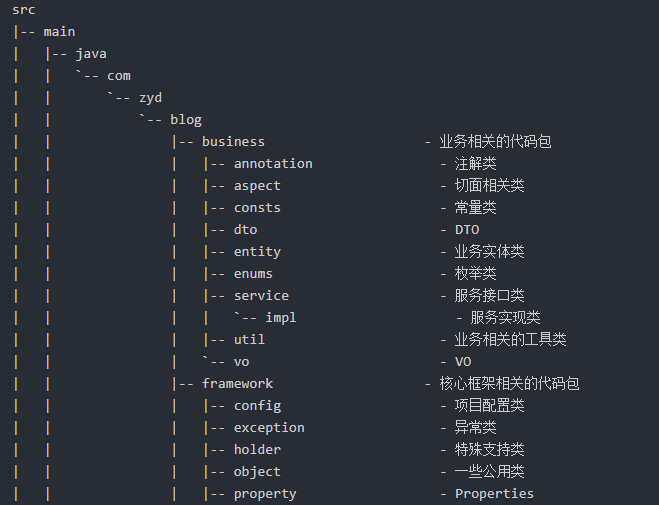 src
|-- main
|   |-- java
|   |   `-- com
|   |       `-- zyd
|   |           `-- blog
|   |               |-- business                   - 业务相关的代码包
|   |               |   |-- annotation                - 注解类
|   |               |   |-- aspect                    - 切面相关类
|   |               |   |-- consts                    - 常量类
|   |               |   |-- dto                       - DTO
|   |               |   |-- entity                    - 业务实体类
|   |               |   |-- enums                     - 枚举类
|   |               |   |-- service                   - 服务接口类
|   |               |   |   `-- impl                    - 服务实现类
|   |               |   |-- util                      - 业务相关的工具类
|   |               |   `-- vo                        - VO
|   |               |-- framework                  - 核心框架相关的代码包
|   |               |   |-- config                    - 项目配置类
|   |               |   |-- exception                 - 异常类
|   |               |   |-- holder                    - 特殊支持类
|   |               |   |-- object                    - 一些公用类
|   |               |   |-- property                  - Properties